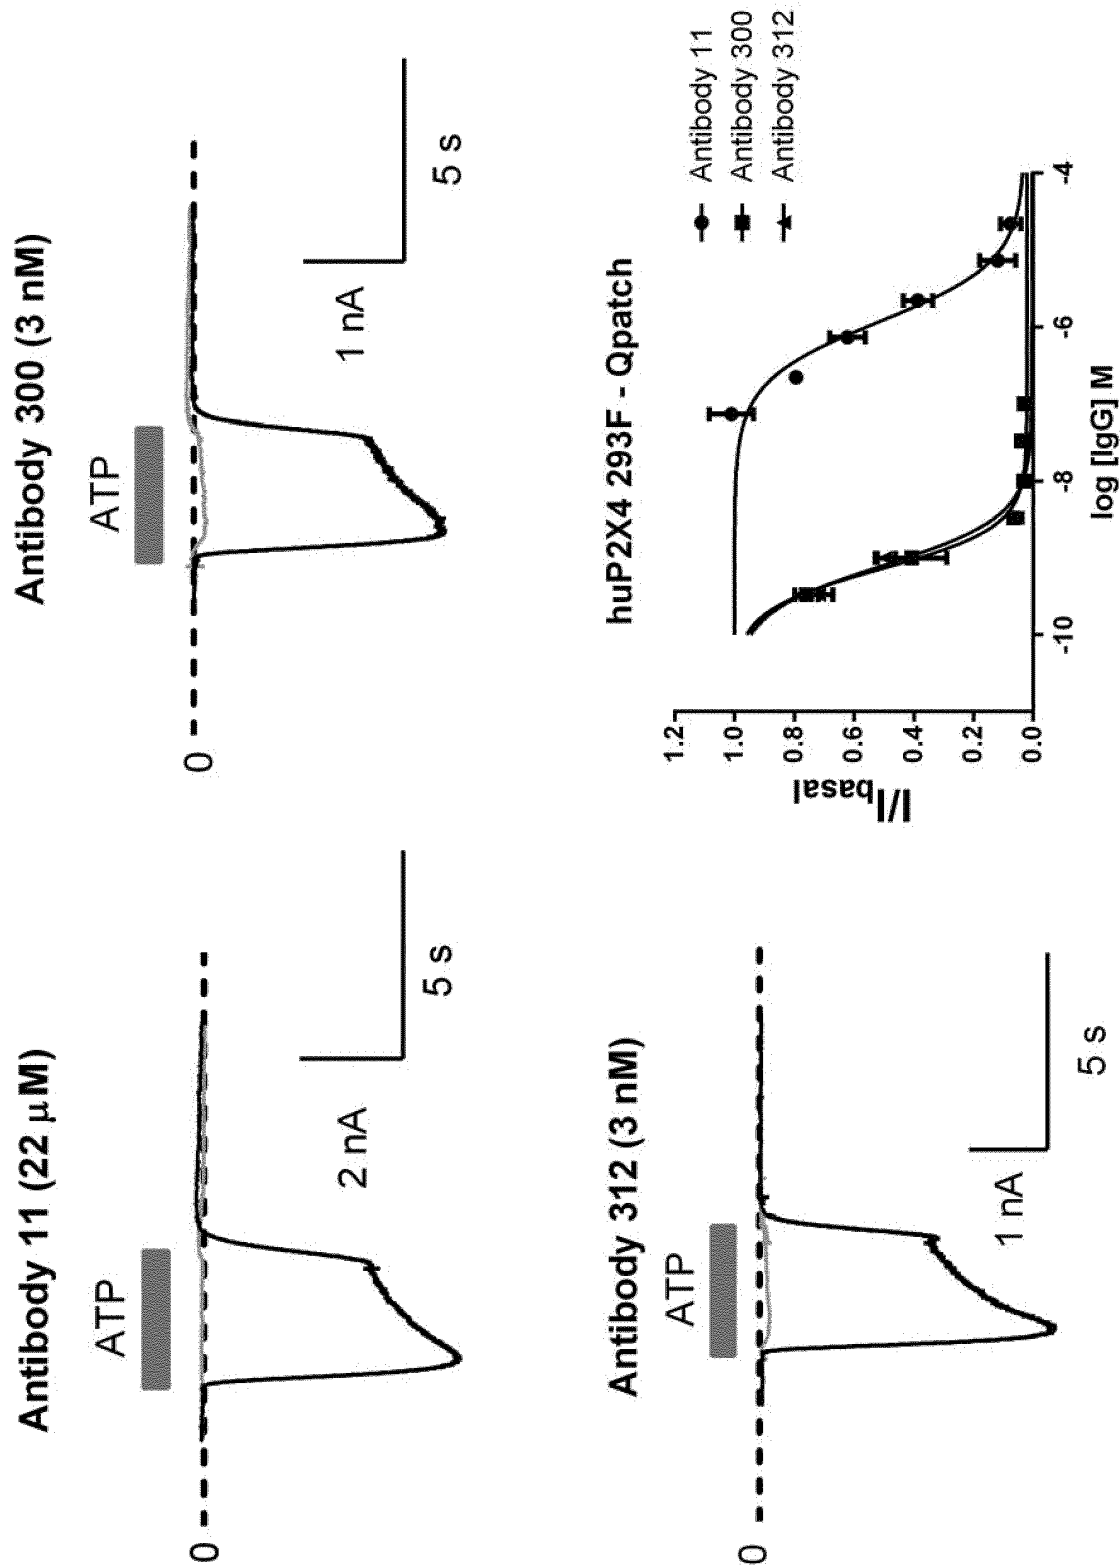 Antibody 11 (22 μM)
ATP
0
2 nA
5 s
Antibody 300 (3 nM)
ATP
0
1 nA
5 s
Antibody 312 (3 nM)
ATP
0
1 nA
5 s
huP2X4 293F - Qpatch
Antibody 11
Antibody 300
Antibody 312
I/Ibasal
1.2
1.0
0.8
0.6
0.4
0.2
0.0
-10
-8
-6
-4
log [IgG] M